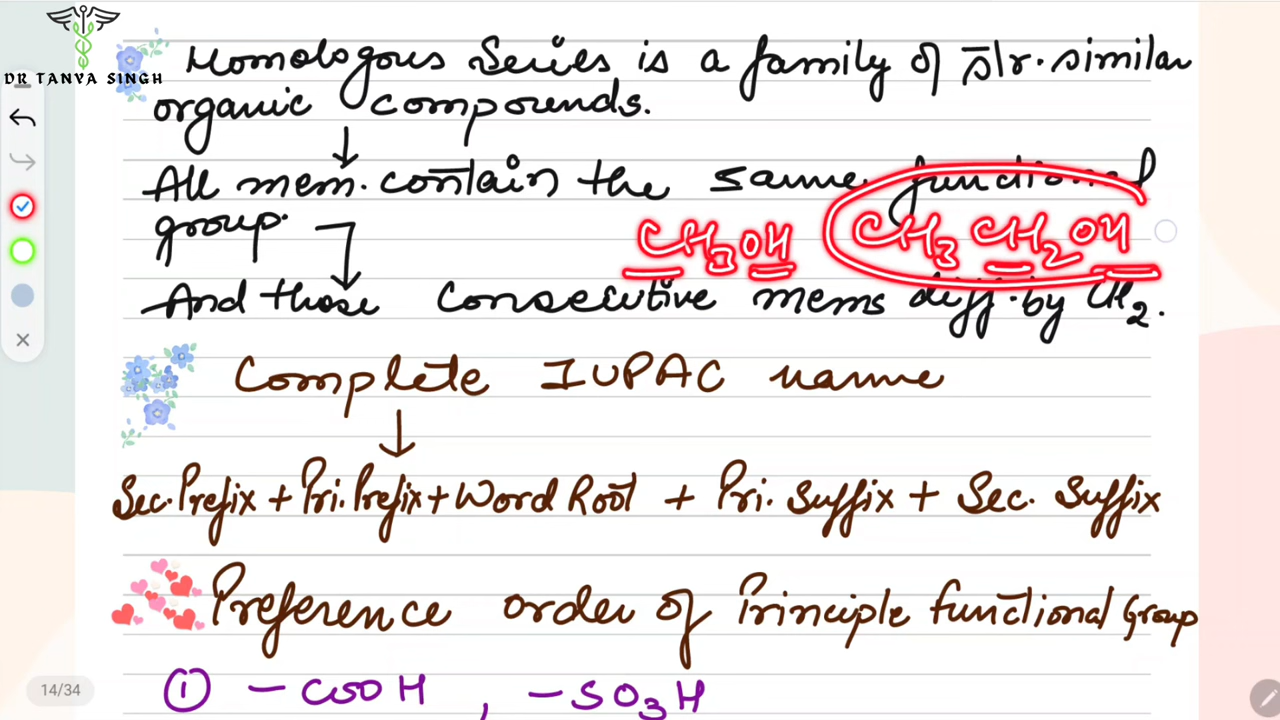 DR TANYA SINGH
Homologous Series is a family of s̄lr. similar
organic compounds.
↓
All mem. contain the same functional
group.
CH3OH CH3CH2OH
And those consecutive mems diff. by CH2.
Complete IUPAC name
↓
Sec. Prefix + Pri. Prefix + Word Root + Pri. Suffix + Sec. Suffix
Preference order of Principle functional Group
① -COOH, -SO3H
14/34